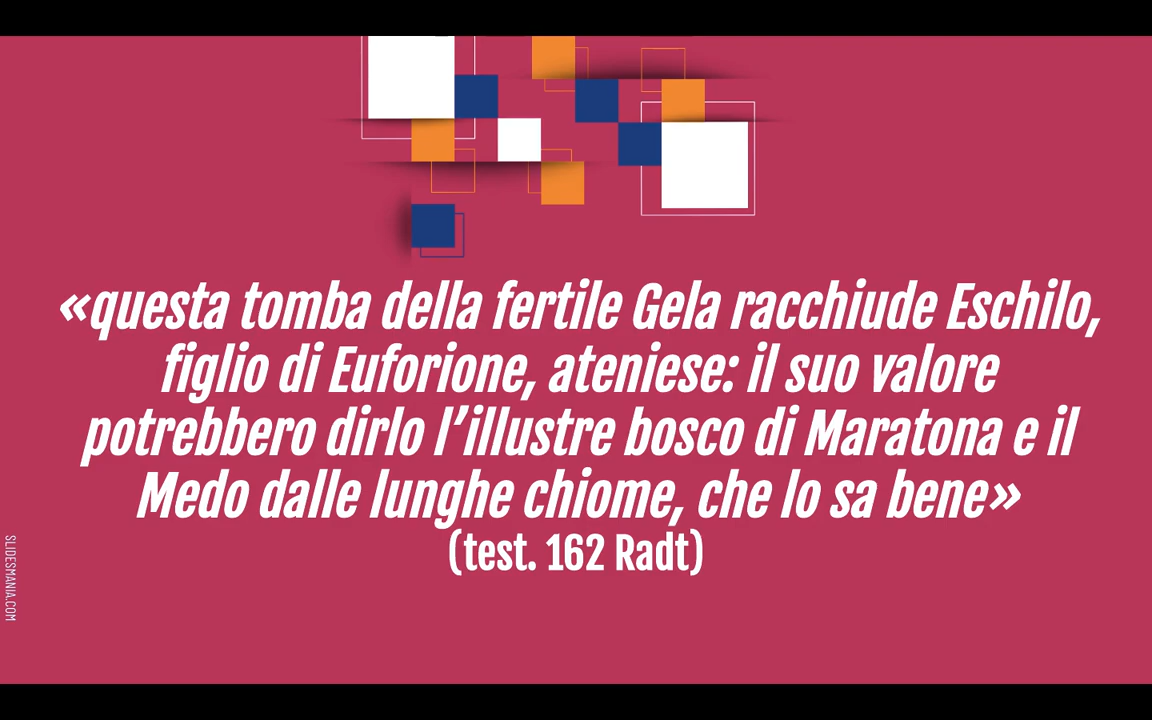 «questa tomba della fertile Gela racchiude Eschilo,
figlio di Euforione, ateniese: il suo valore
potrebbero dirlo l’illustre bosco di Maratona e il
Medo dalle lunghe chiome, che lo sa bene»
(test. 162 Radt)
SLIDESMANIA.COM